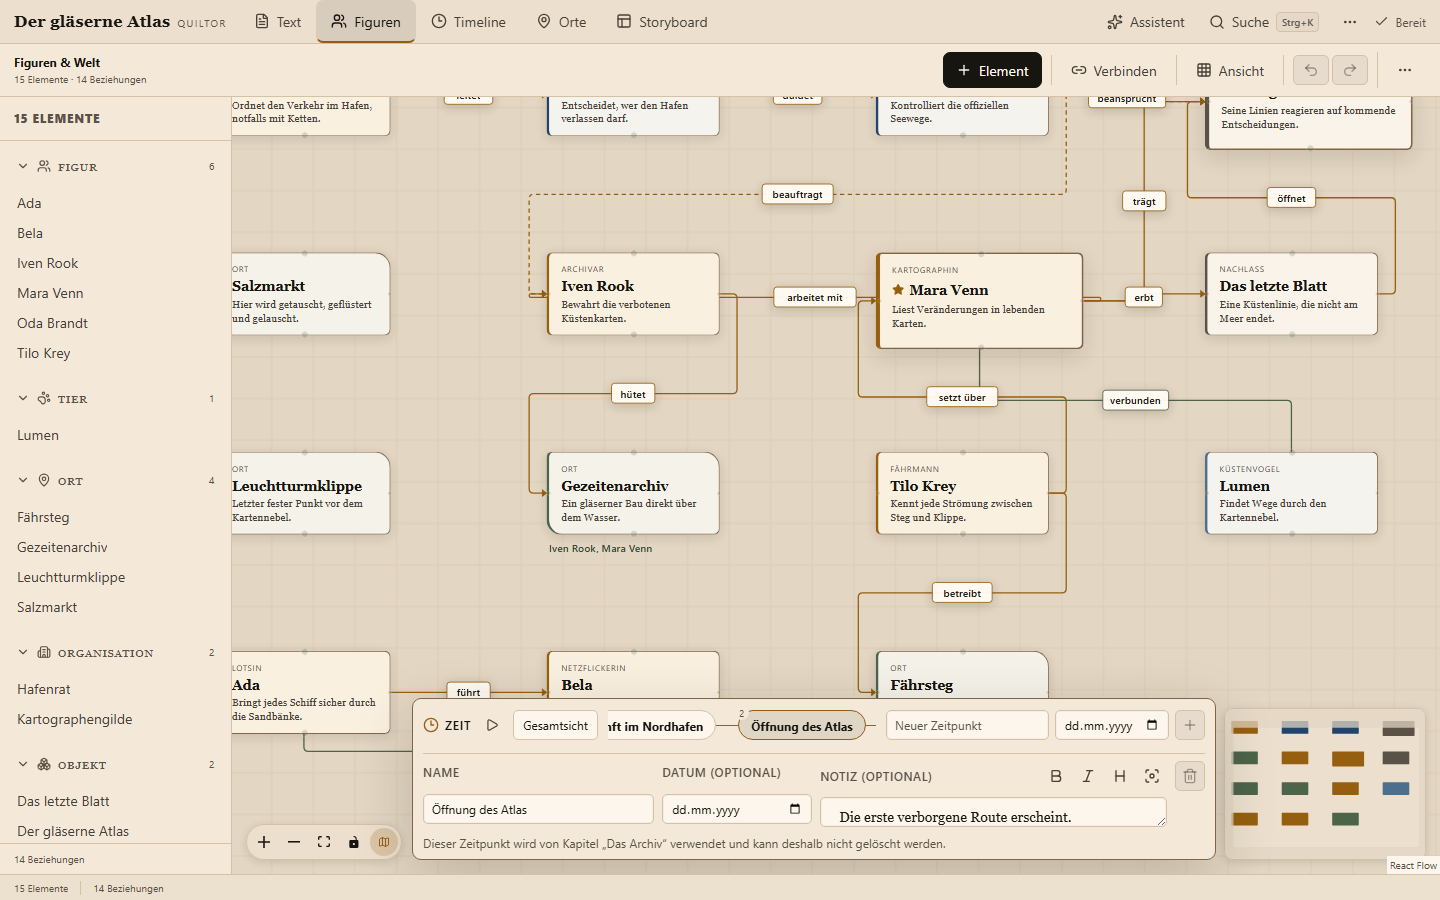 Der gläserne Atlas QUILTOR
Text
Figuren
Timeline
Orte
Storyboard
Assistent
Suche Strg+K
Bereit
Figuren & Welt
15 Elemente · 14 Beziehungen
Element
Verbinden
Ansicht
15 ELEMENTE
FIGUR 6
Ada
Bela
Iven Rook
Mara Venn
Oda Brandt
Tilo Krey
TIER 1
Lumen
ORT 4
Fährsteg
Gezeitenarchiv
Leuchtturmklippe
Salzmarkt
ORGANISATION 2
Hafenrat
Kartographengilde
OBJEKT 2
Das letzte Blatt
Der gläserne Atlas
14 Beziehungen
15 Elemente
14 Beziehungen
Ordnet den Verkehr im Hafen,
notfalls mit Ketten.
Entscheidet, wer den Hafen
verlassen darf.
Kontrolliert die offiziellen
Seewege.
beansprucht
Seine Linien reagieren auf kommende
Entscheidungen.
beauftragt
trägt
öffnet
ORT
Salzmarkt
Hier wird getauscht, geflüstert
und gelauscht.
ARCHIVAR
Iven Rook
Bewahrt die verbotenen
Küstenkarten.
arbeitet mit
KARTOGRAPHIN
Mara Venn
Liest Veränderungen in lebenden
Karten.
erbt
NACHLASS
Das letzte Blatt
Eine Küstenlinie, die nicht am
Meer endet.
hütet
setzt über
verbunden
ORT
Leuchtturmklippe
Letzter fester Punkt vor dem
Kartennebel.
ORT
Gezeitenarchiv
Ein gläserner Bau direkt über
dem Wasser.
Iven Rook, Mara Venn
FÄHRMANN
Tilo Krey
Kennt jede Strömung zwischen
Steg und Klippe.
KÜSTENVOGEL
Lumen
Findet Wege durch den
Kartennebel.
betreibt
LOTSIN
Ada
Bringt jedes Schiff sicher durch
die Sandbänke.
führt
NETZFLICKERIN
Bela
ORT
Fährsteg
ZEIT
Gesamtsicht
nft im Nordhafen
2
Öffnung des Atlas
Neuer Zeitpunkt
dd.mm.yyyy
NAME
DATUM (OPTIONAL)
NOTIZ (OPTIONAL)
B I H
Öffnung des Atlas
dd.mm.yyyy
Die erste verborgene Route erscheint.
Dieser Zeitpunkt wird von Kapitel „Das Archiv“ verwendet und kann deshalb nicht gelöscht werden.
React Flow